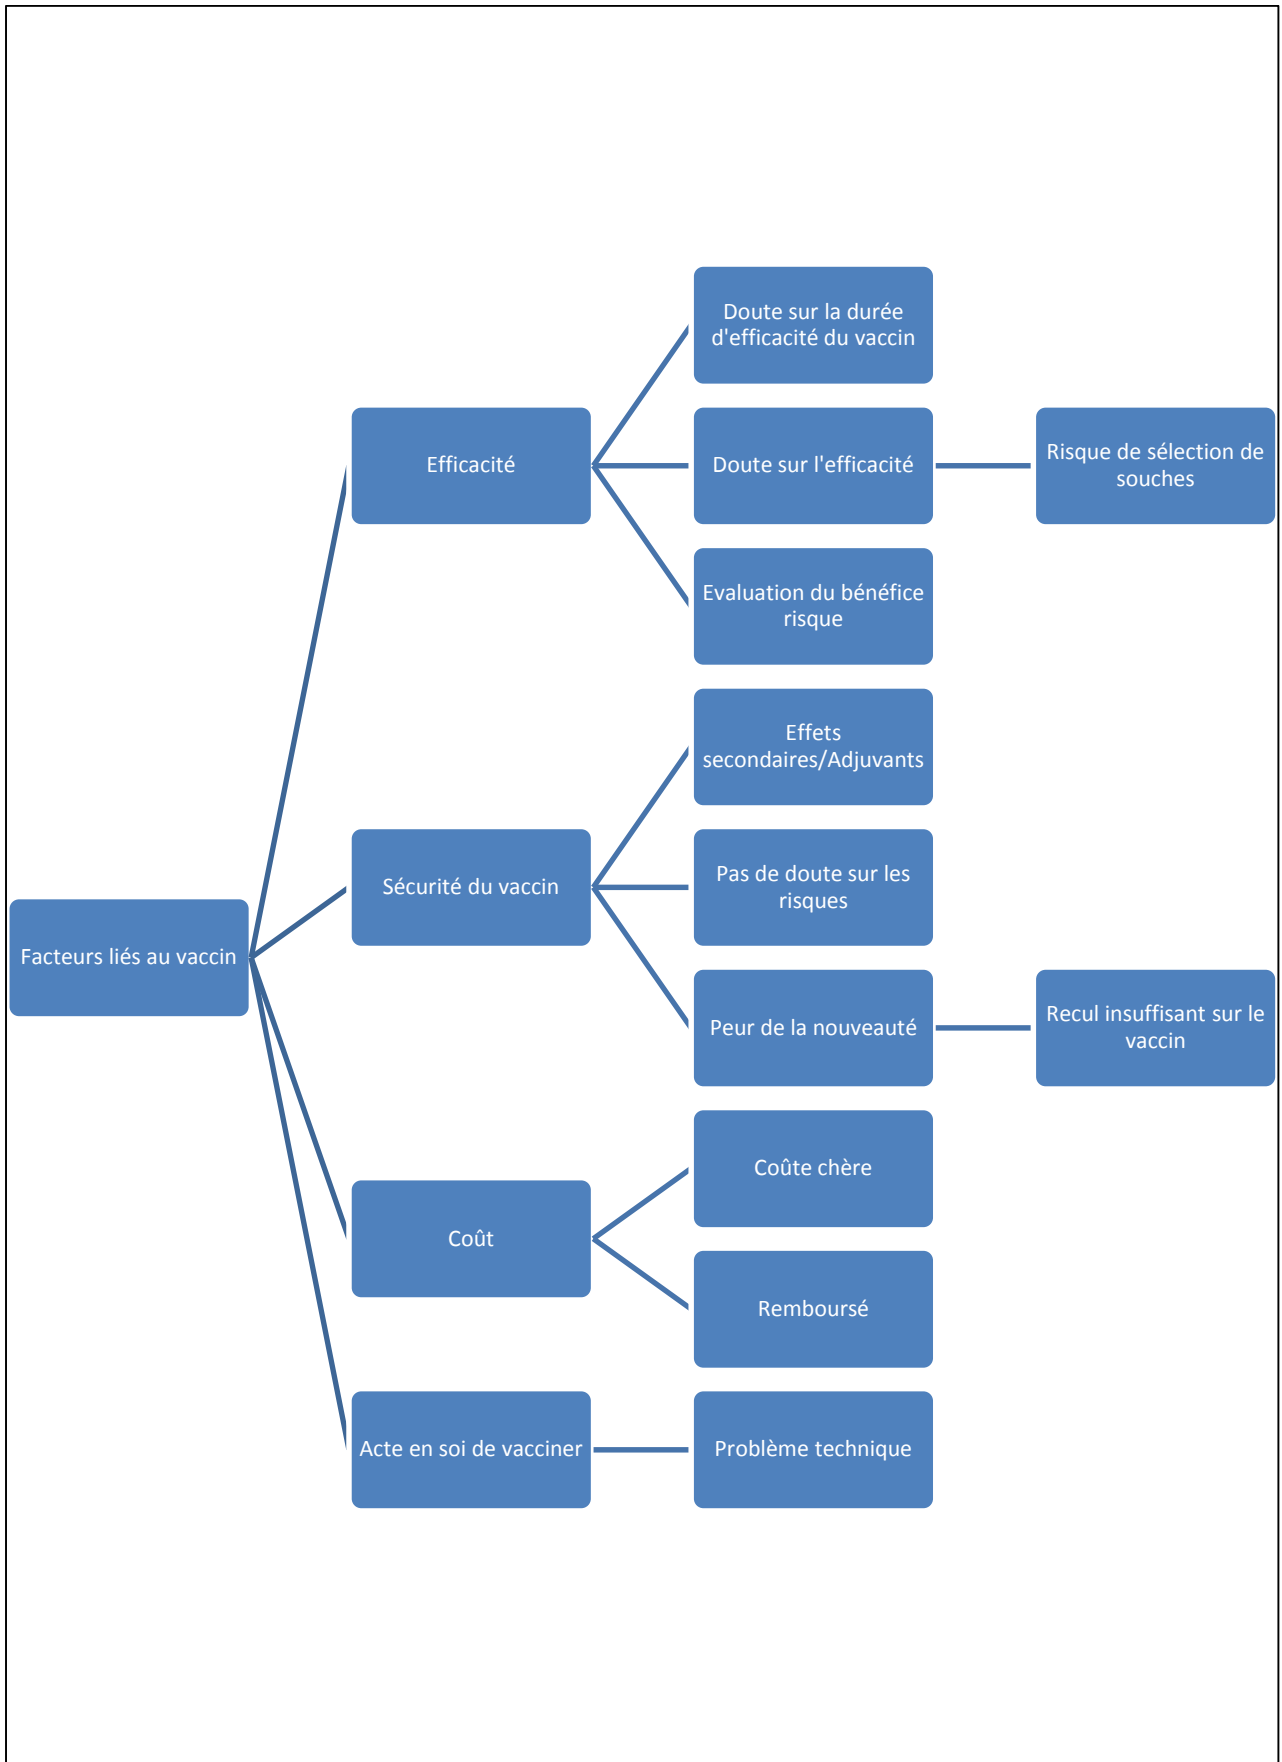 Doute sur la durée
d'efficacité du vaccin
Efficacité
Doute sur l'efficacité
Risque de sélection de
souches
Evaluation du bénéfice
risque
Effets
secondaires/Adjuvants
Sécurité du vaccin
Pas de doute sur les
risques
Facteurs liés au vaccin
Peur de la nouveauté
Recul insuffisant sur le
vaccin
Coûte chère
Coût
Remboursé
Acte en soi de vacciner
Problème technique